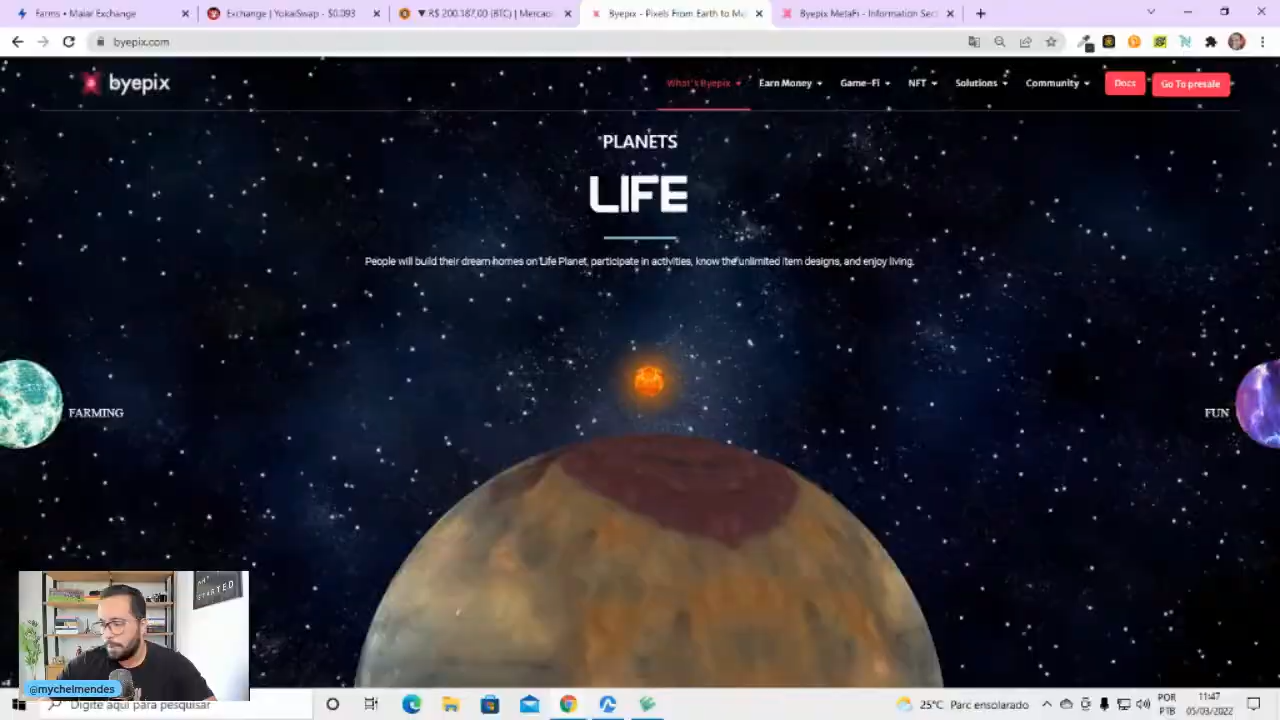 Farms • Maiar Exchange
Exchange | YokaiSwap - $0.093
▼ R$ 200.187,00 (BTC) | Mercado
Byepix - Pixels From Earth to Ma
Byepix MetaFi - Information Sec
byepix.com
byepix
What's Byepix
Earn Money
Game-Fi
NFT
Solutions
Community
Docs
Go To presale
PLANETS
LIFE
People will build their dream homes on Life Planet, participate in activities, know the unlimited item designs, and enjoy living.
FARMING
FUN
STARTED
@mychelmendes
Digite aqui para pesquisar
25°C Parc ensolarado
POR
PTB
11:47
05/03/2022